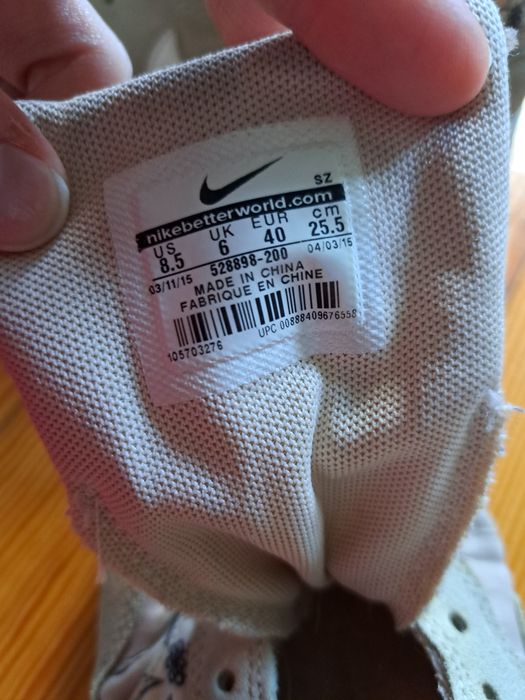 SZ
nikebetterworld.com
US UK EUR cm
8.5 6 40 25.5
03/11/15 528898-200 04/03/15
MADE IN CHINA
FABRIQUE EN CHINE
105703276 UPC 00888409676558